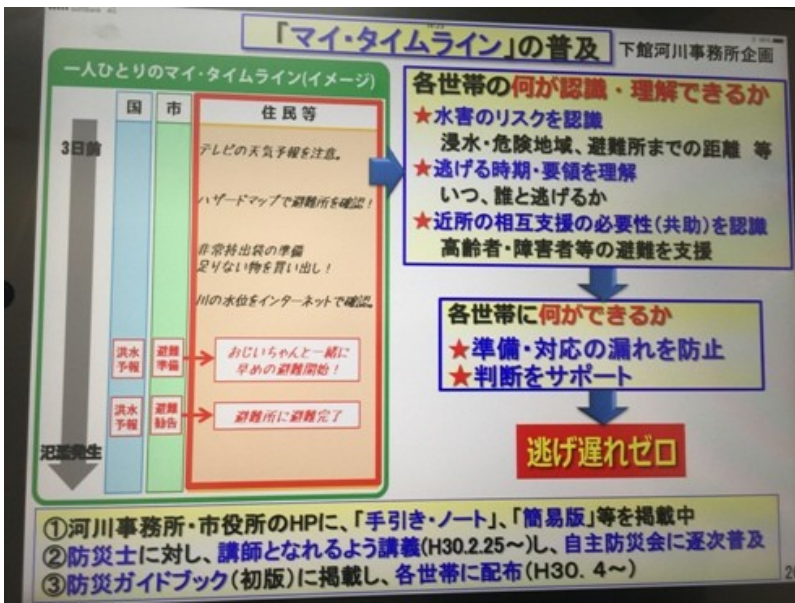 「マイ・タイムライン」の普及
下館河川事務所企画
一人ひとりのマイ・タイムライン(イメージ)
国
市
住民等
3日前
テレビの天気予報を注意。
ハザードマップで避難所を確認!
非常持出袋の準備
足りない物を買い出し!
川の水位をインターネットで確認。
洪水
予報
避難
準備
おじいちゃんと一緒に
早めの避難開始!
洪水
予報
避難
勧告
避難所に避難完了
氾濫発生
各世帯の何が認識・理解できるか
★水害のリスクを認識
浸水・危険地域、避難所までの距離 等
★逃げる時期・要領を理解
いつ、誰と逃げるか
★近所の相互支援の必要性(共助)を認識
高齢者・障害者等の避難を支援
各世帯に何ができるか
★準備・対応の漏れを防止
★判断をサポート
逃げ遅れゼロ
①河川事務所・市役所のHPに、「手引き・ノート」、「簡易版」等を掲載中
②防災士に対し、講師となれるよう講義(H30.2.25~)し、自主防災会に逐次普及
③防災ガイドブック(初版)に掲載し、各世帯に配布(H30.4~)